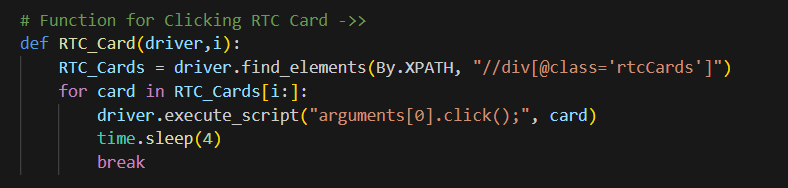 # Function for Clicking RTC Card ->>
def RTC_Card(driver,i):
    RTC_Cards = driver.find_elements(By.XPATH, "//div[@class='rtcCards']")
    for card in RTC_Cards[i:]:
        driver.execute_script("arguments[0].click();", card)
        time.sleep(4)
        break